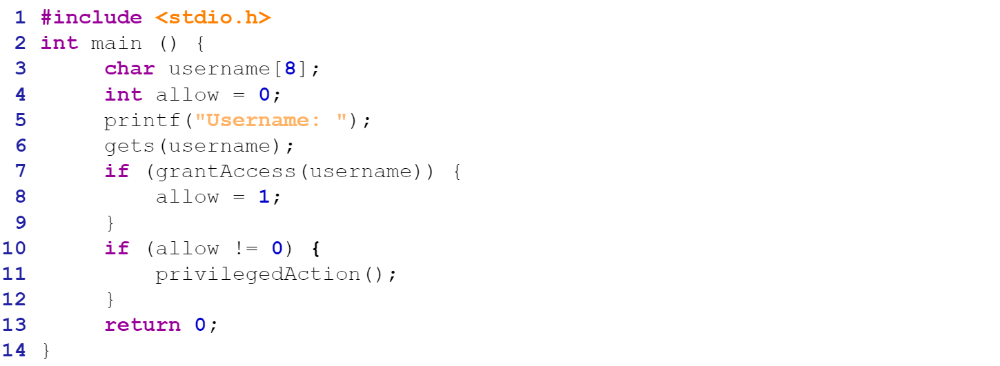 1 #include <stdio.h>
2 int main () {
3 char username[8];
4 int allow = 0;
5 printf("Username: ");
6 gets(username);
7 if (grantAccess(username)) {
8 allow = 1;
9 }
10 if (allow != 0) {
11 privilegedAction();
12 }
13 return 0;
14 }